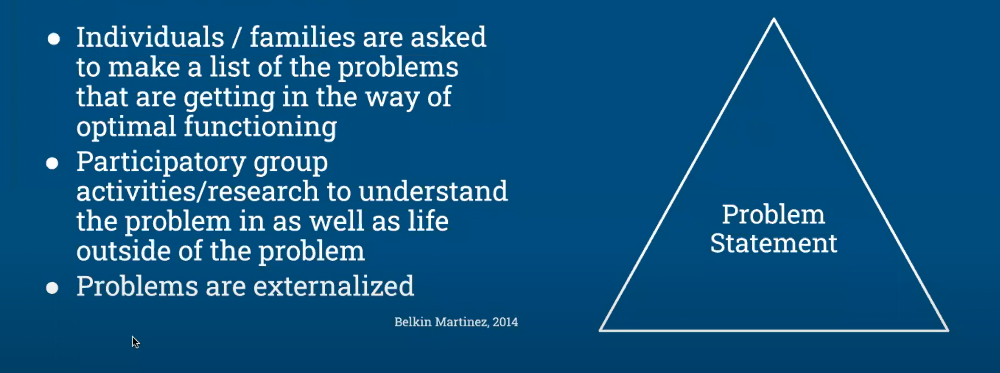 ● Individuals / families are asked
to make a list of the problems
that are getting in the way of
optimal functioning
● Participatory group
activities/research to understand
the problem in as well as life
outside of the problem
● Problems are externalized
Belkin Martinez, 2014
Problem
Statement